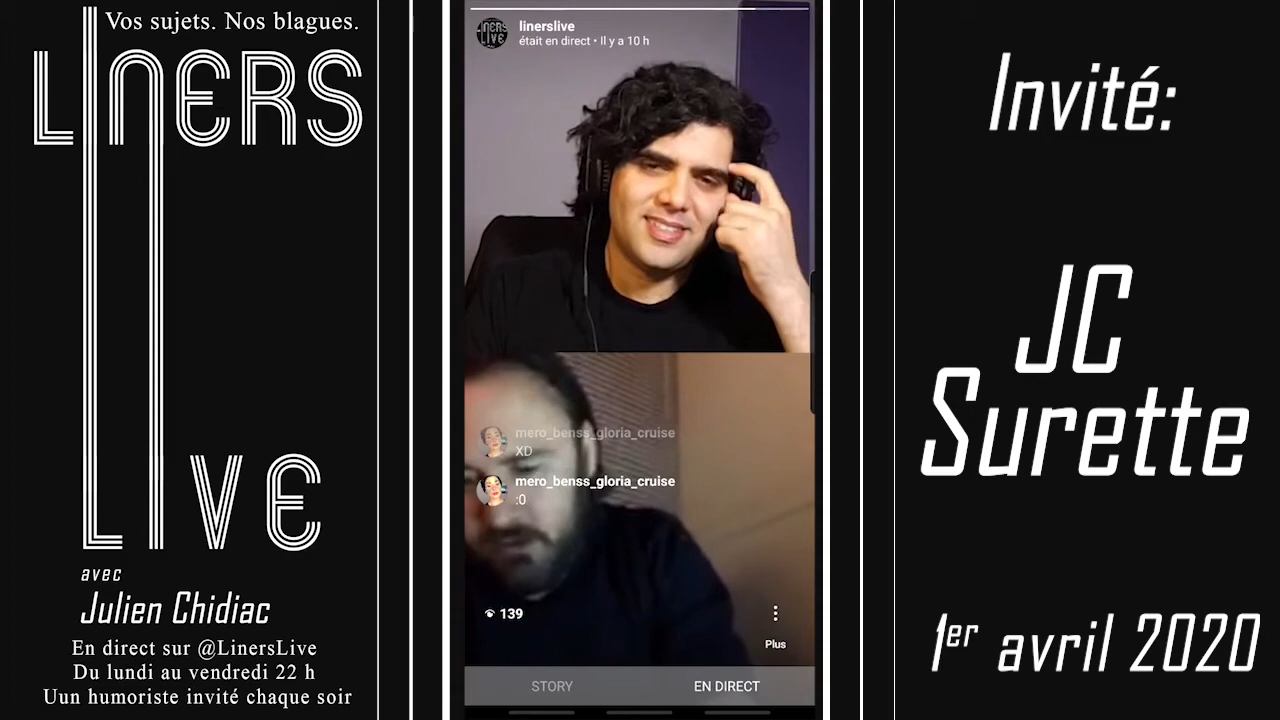 Vos sujets. Nos blagues.
LINERS
LIVE
avec
Julien Chidiac
En direct sur @LinersLive
Du lundi au vendredi 22 h
Uun humoriste invité chaque soir
LINERS
LIVE
linerslive
était en direct • Il y a 10 h
mero_benss_gloria_cruise
XD
mero_benss_gloria_cruise
:0
139
Plus
STORY
EN DIRECT
Invité:
JC
Surette
1er avril 2020